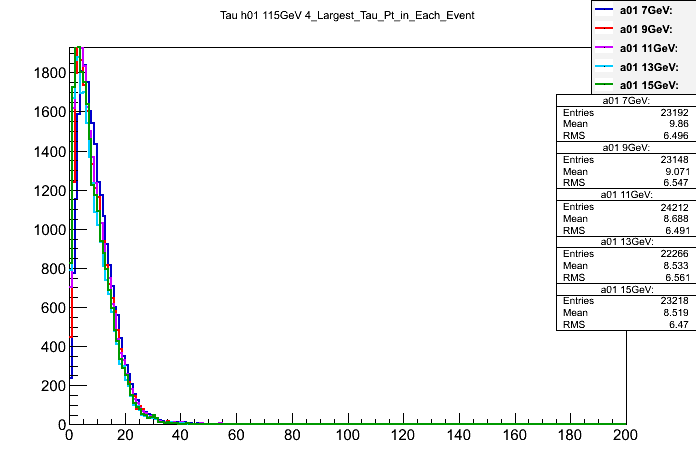 Tau h01 115GeV 4_Largest_Tau_Pt_in_Each_Event
a01 7GeV:
a01 9GeV:
a01 11GeV:
a01 13GeV:
a01 15GeV:
a01 7GeV:
Entries 23192
Mean 9.86
RMS 6.496
a01 9GeV:
Entries 23148
Mean 9.071
RMS 6.547
a01 11GeV:
Entries 24212
Mean 8.688
RMS 6.491
a01 13GeV:
Entries 22266
Mean 8.533
RMS 6.561
a01 15GeV:
Entries 23218
Mean 8.519
RMS 6.47
1800
1600
1400
1200
1000
800
600
400
200
0
0 20 40 60 80 100 120 140 160 180 200